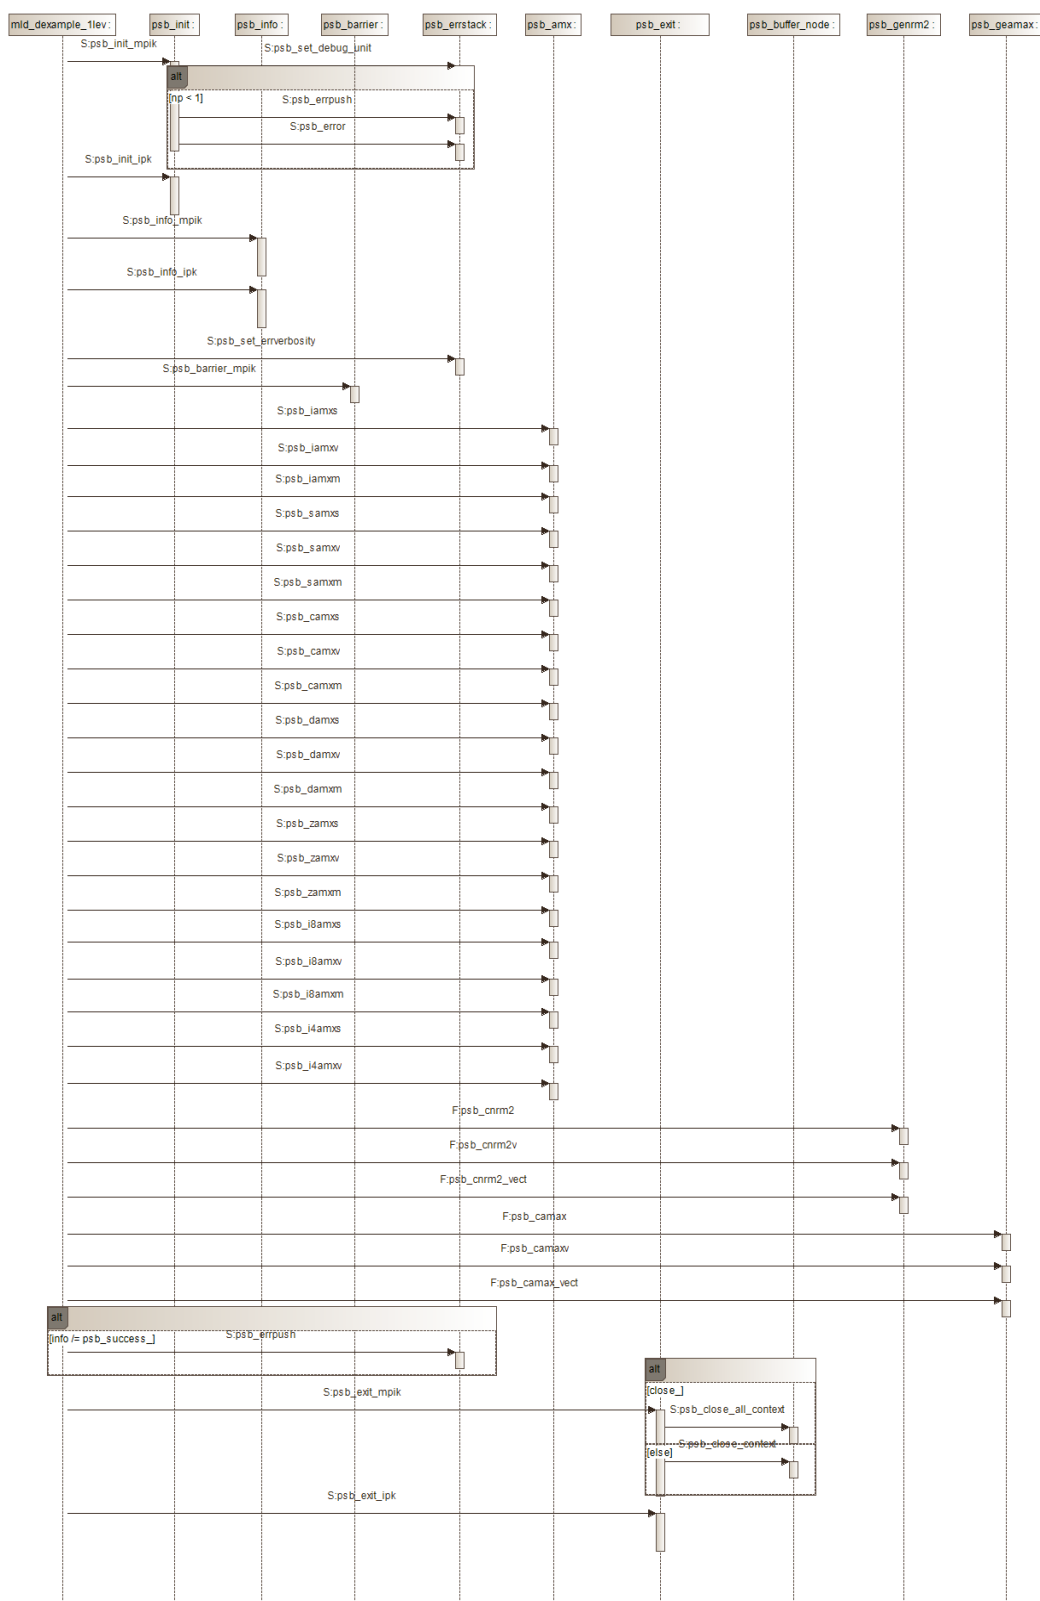 mld_dexample_1lev : psb_init : psb_info : psb_barrier : psb_errstack : psb_amx : psb_exit : psb_buffer_node : psb_genrm2 : psb_geamax :
S:psb_init_mpik
S:psb_set_debug_unit
alt
[np < 1]
S:psb_errpush
S:psb_error
S:psb_init_ipk
S:psb_info_mpik
S:psb_info_ipk
S:psb_set_errverbosity
S:psb_barrier_mpik
S:psb_iamxs
S:psb_iamxv
S:psb_iamxm
S:psb_samxs
S:psb_samxv
S:psb_samxm
S:psb_camxs
S:psb_camxv
S:psb_camxm
S:psb_damxs
S:psb_damxv
S:psb_damxm
S:psb_zamxs
S:psb_zamxv
S:psb_zamxm
S:psb_i8amxs
S:psb_i8amxv
S:psb_i8amxm
S:psb_i4amxs
S:psb_i4amxv
F:psb_cnrm2
F:psb_cnrm2v
F:psb_cnrm2_vect
F:psb_camax
F:psb_camaxv
F:psb_camax_vect
alt
[info /= psb_success_]
S:psb_errpush
alt
[close_]
S:psb_exit_mpik
S:psb_close_all_context
S:psb_close_context
[else]
S:psb_exit_ipk